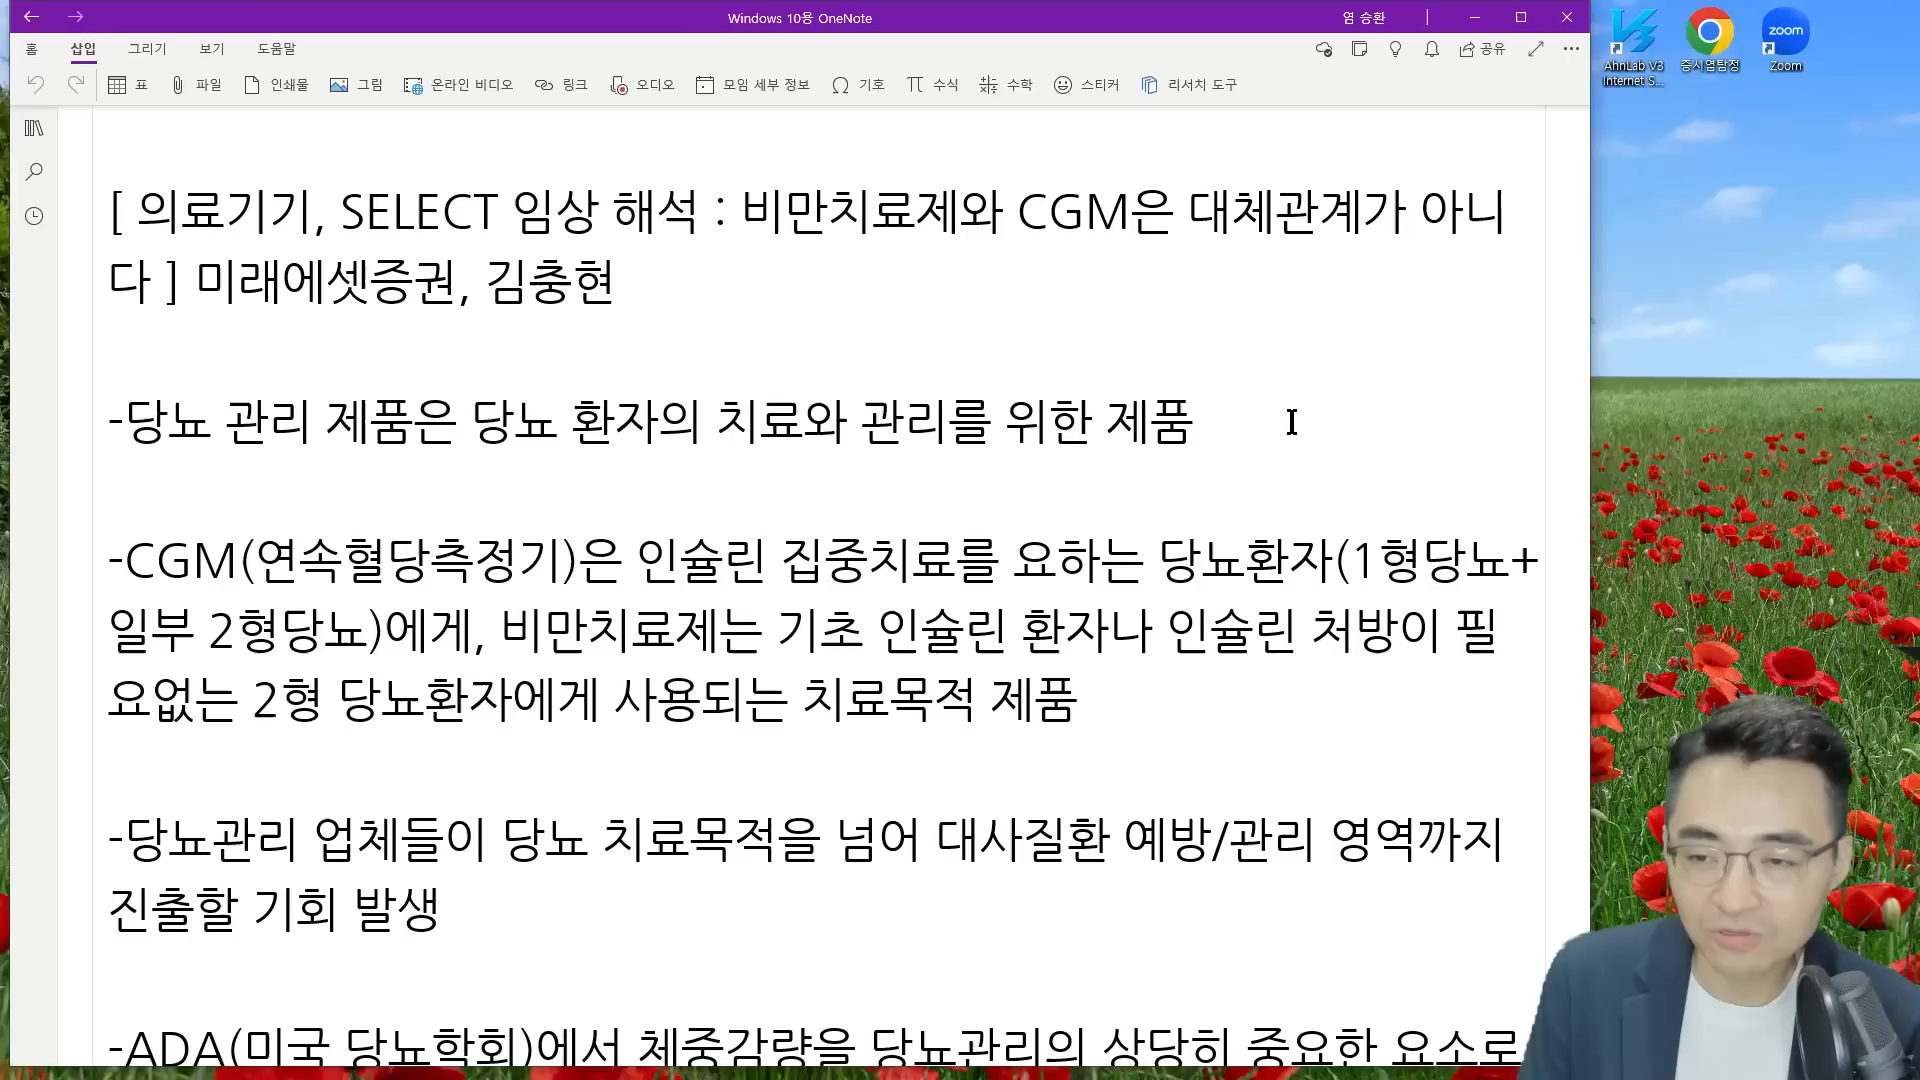 Windows 10용 OneNote
염 승환
홈 삽입 그리기 보기 도움말
공유
표 파일 인쇄물 그림 온라인 비디오 링크 오디오 모임 세부 정보 기호 수식 수학 스티커 리서치 도구
AhnLab V3
Internet S...
증시염탐정
zoom
Zoom
[ 의료기기, SELECT 임상 해석 : 비만치료제와 CGM은 대체관계가 아니
다 ] 미래에셋증권, 김충현
-당뇨 관리 제품은 당뇨 환자의 치료와 관리를 위한 제품
-CGM(연속혈당측정기)은 인슐린 집중치료를 요하는 당뇨환자(1형당뇨+
일부 2형당뇨)에게, 비만치료제는 기초 인슐린 환자나 인슐린 처방이 필
요없는 2형 당뇨환자에게 사용되는 치료목적 제품
-당뇨관리 업체들이 당뇨 치료목적을 넘어 대사질환 예방/관리 영역까지
진출할 기회 발생
-ADA(미국 당뇨학회)에서 체중감량을 당뇨관리의 상당히 중요한 요소로